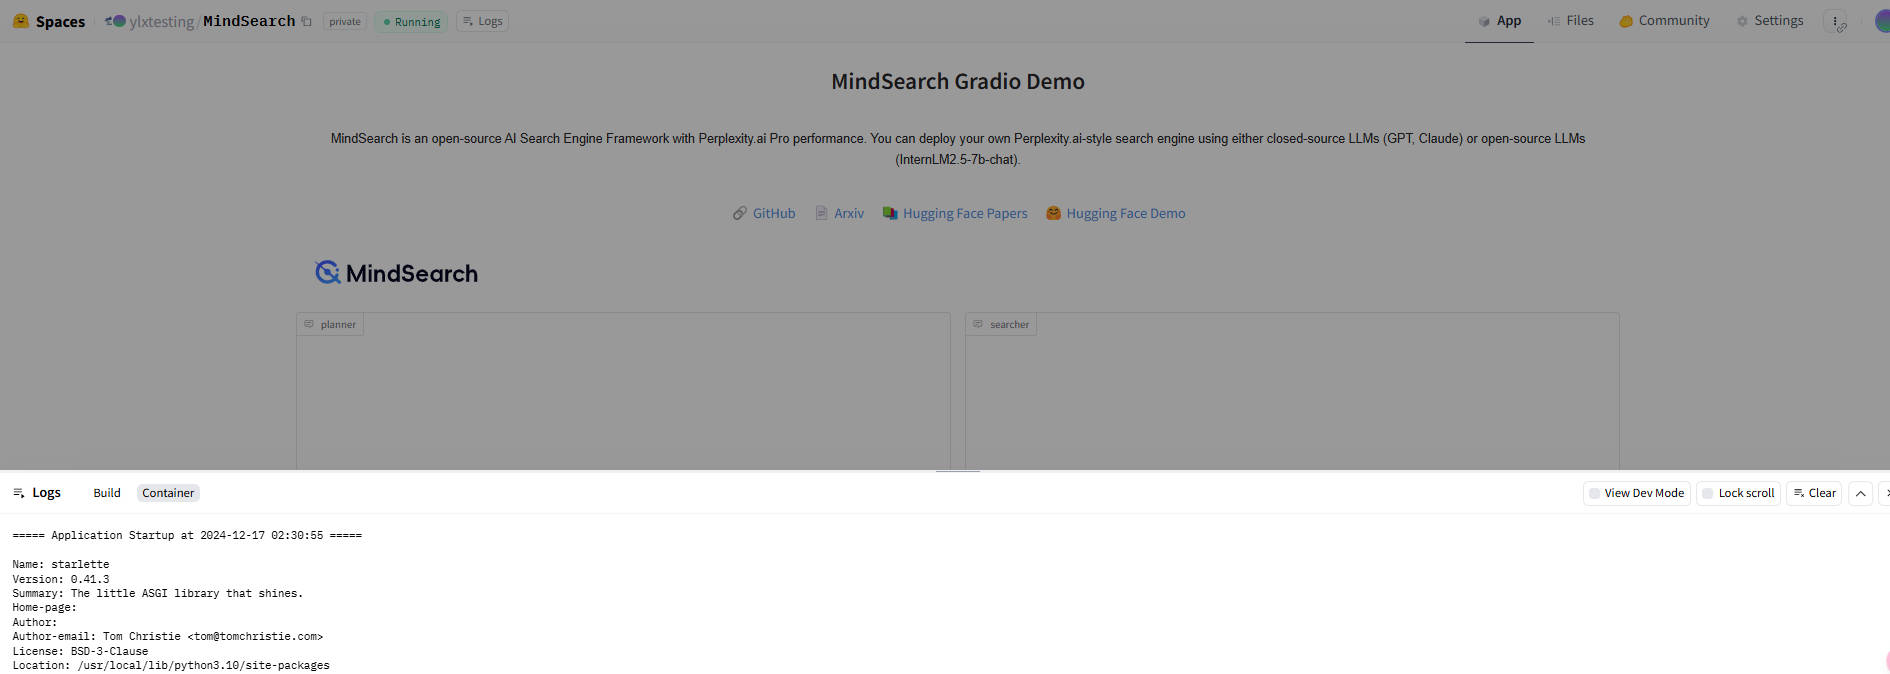 Spaces ylxtesting/MindSearch private Running Logs App Files Community Settings
MindSearch Gradio Demo
MindSearch is an open-source AI Search Engine Framework with Perplexity.ai Pro performance. You can deploy your own Perplexity.ai-style search engine using either closed-source LLMs (GPT, Claude) or open-source LLMs
(InternLM2.5-7b-chat).
GitHub Arxiv Hugging Face Papers Hugging Face Demo
MindSearch
planner searcher
Logs Build Container View Dev Mode Lock scroll Clear
===== Application Startup at 2024-12-17 02:30:55 =====
Name: starlette
Version: 0.41.3
Summary: The little ASGI library that shines.
Home-page:
Author:
Author-email: Tom Christie <tom@tomchristie.com>
License: BSD-3-Clause
Location: /usr/local/lib/python3.10/site-packages